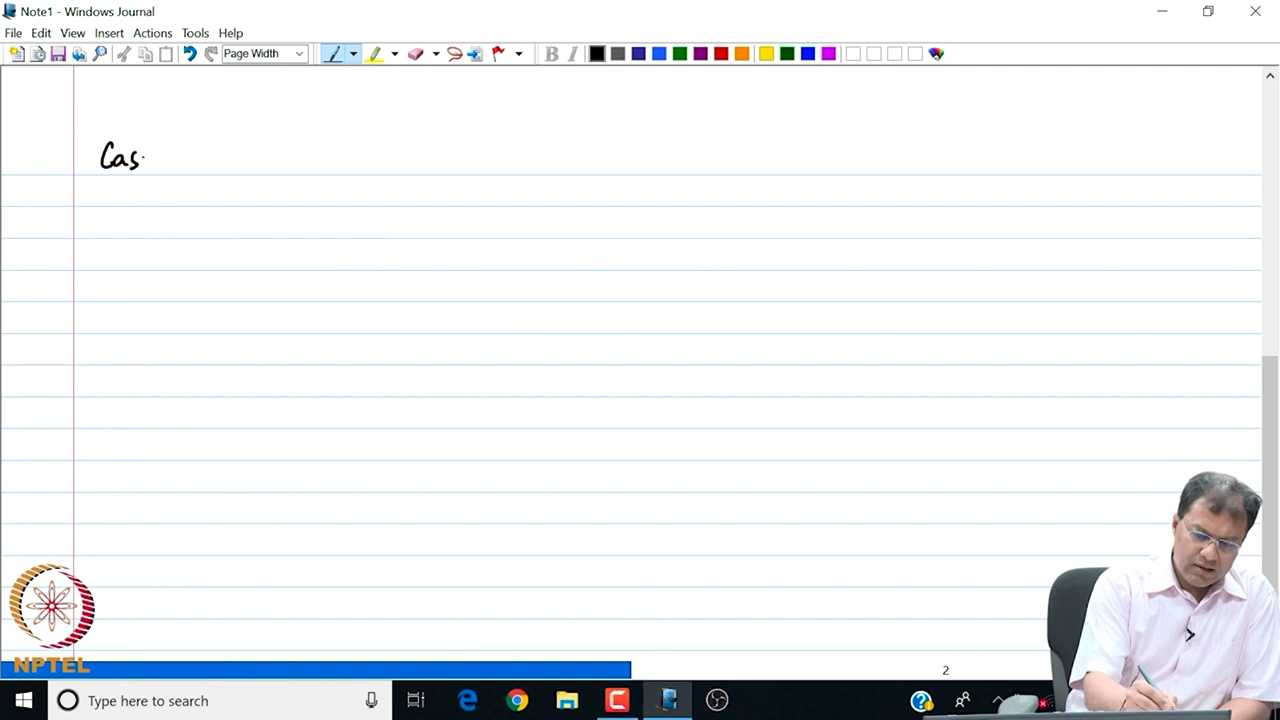 Note1 - Windows Journal
File Edit View Insert Actions Tools Help
Page Width
B I
Cas
NPTEL
2
Type here to search